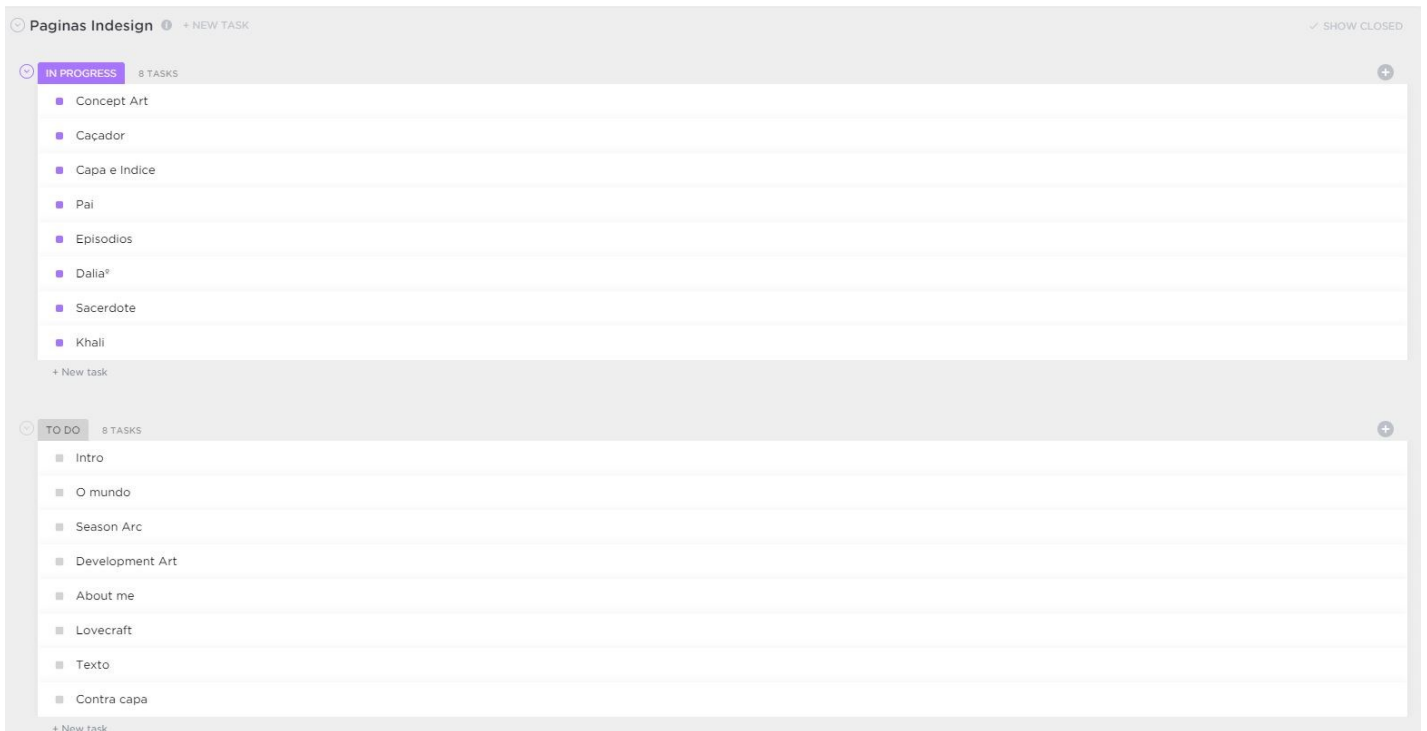 Paginas Indesign + NEW TASK SHOW CLOSED
IN PROGRESS 8 TASKS
Concept Art
Caçador
Capa e Indice
Pai
Episodios
Daliaº
Sacerdote
Khali
+ New task
TO DO 8 TASKS
Intro
O mundo
Season Arc
Development Art
About me
Lovecraft
Texto
Contra capa
+ New task